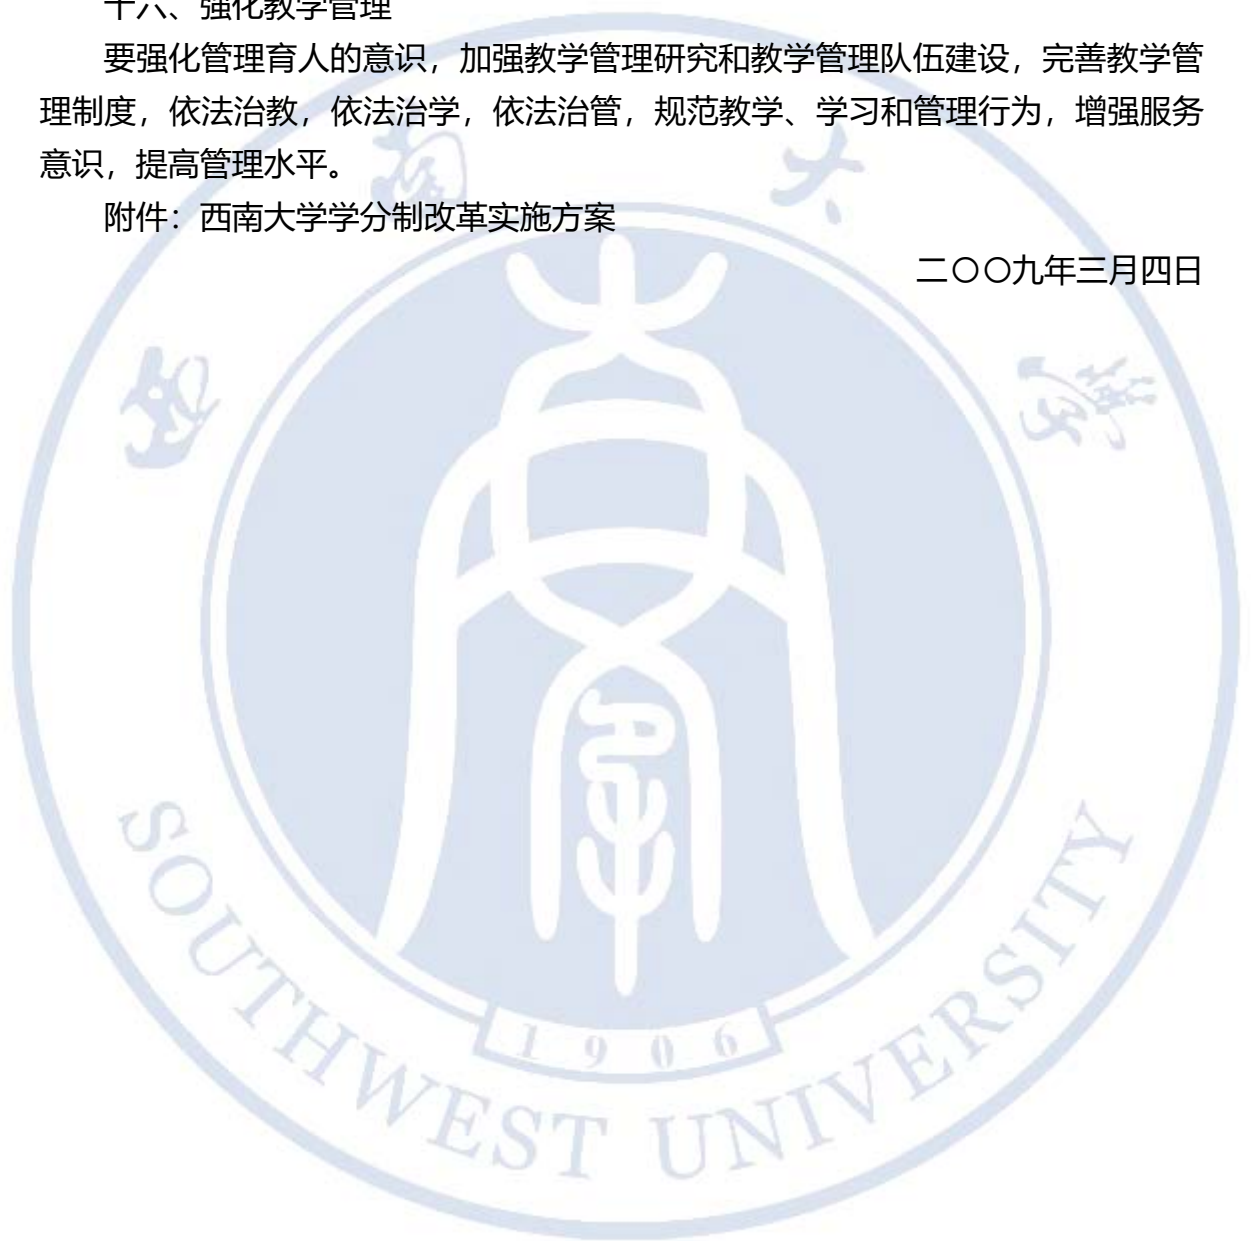 十六、强化教学管理
要强化管理育人的意识，加强教学管理研究和教学管理队伍建设，完善教学管
理制度，依法治教，依法治学，依法治管，规范教学、学习和管理行为，增强服务
意识，提高管理水平。
附件：西南大学学分制改革实施方案
二〇〇九年三月四日
西南大学
1906
SOUTHWEST UNIVERSITY